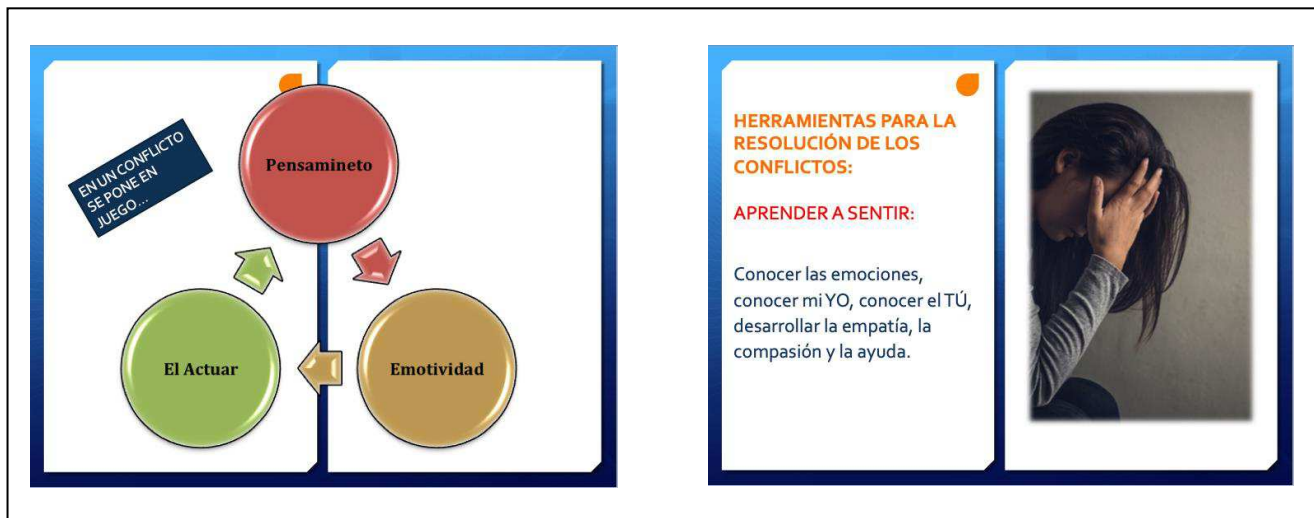 EN UN CONFLICTO
SE PONE EN
JUEGO...
Pensamineto
El Actuar
Emotividad
HERRAMIENTAS PARA LA
RESOLUCIÓN DE LOS
CONFLICTOS:
APRENDER A SENTIR:
Conocer las emociones,
conocer mi YO, conocer el TÚ,
desarrollar la empatía, la
compasión y la ayuda.